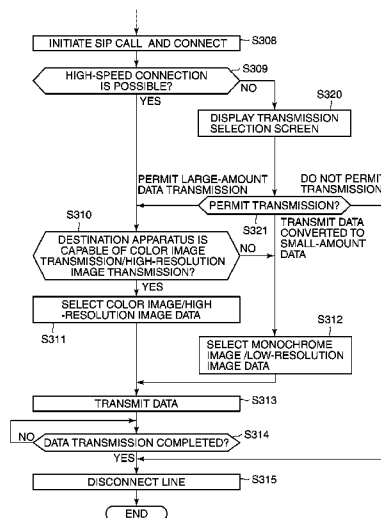 INITIATE SIP CALL AND CONNECT
S308
HIGH-SPEED CONNECTION
IS POSSIBLE?
S309
NO
YES
S320
DISPLAY TRANSMISSION
SELECTION SCREEN
PERMIT LARGE-AMOUNT
DATA TRANSMISSION
DO NOT PERMIT
TRANSMISSION
PERMIT TRANSMISSION?
S321
TRANSMIT DATA
CONVERTED TO
SMALL-AMOUNT
DATA
S310
DESTINATION APPARATUS IS
CAPABLE OF COLOR IMAGE
TRANSMISSION/HIGH-RESOLUTION
IMAGE TRANSMISSION?
NO
YES
SELECT COLOR IMAGE/HIGH
-RESOLUTION IMAGE DATA
S311
S312
SELECT MONOCHROME
IMAGE /LOW-RESOLUTION
IMAGE DATA
TRANSMIT DATA
S313
NO
DATA TRANSMISSION COMPLETED?
S314
YES
DISCONNECT LINE
S315
END